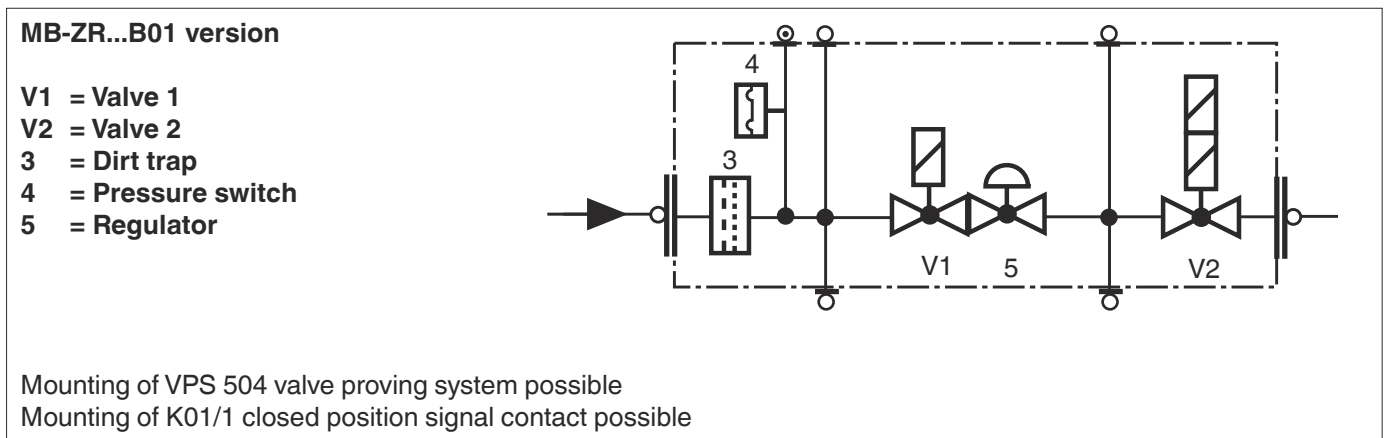 MB-ZR...B01 version
V1 = Valve 1
V2 = Valve 2
3 = Dirt trap
4 = Pressure switch
5 = Regulator
4
3
V1
5
V2
Mounting of VPS 504 valve proving system possible
Mounting of K01/1 closed position signal contact possible